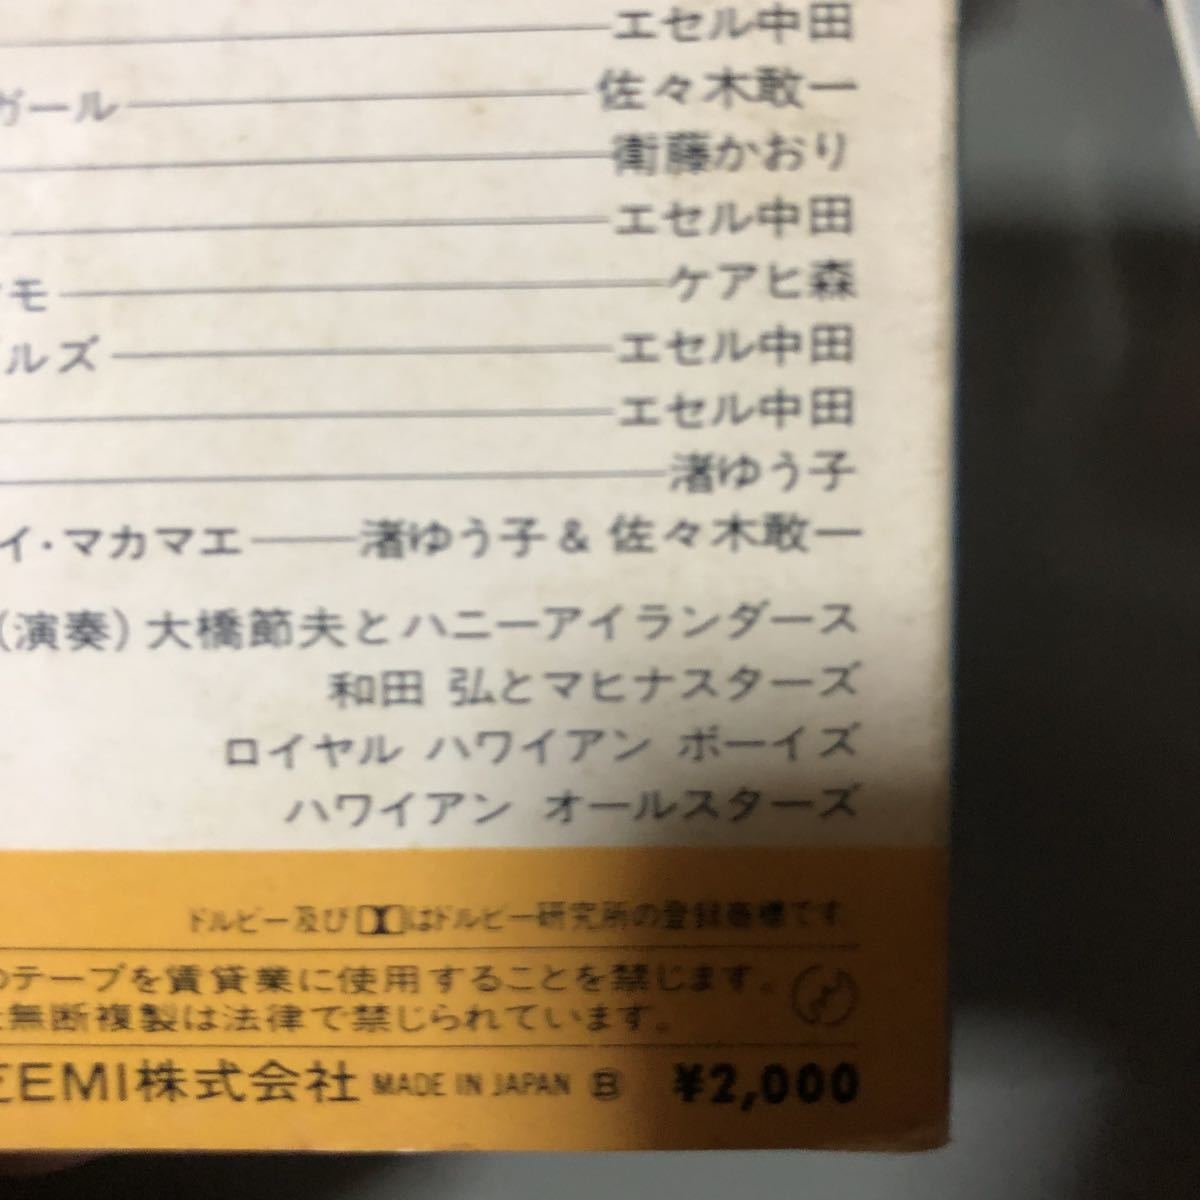 エセル中田
ガール 佐々木敢一
衛藤かおり
エセル中田
モ ケアヒ森
ルズ エセル中田
エセル中田
渚ゆう子
イ・マカマエ 渚ゆう子 & 佐々木敢一
(演奏) 大橋節夫とハニーアイランダース
和田 弘とマヒナスターズ
ロイヤル ハワイアン ボーイズ
ハワイアン オールスターズ
ドルビー及びはドルビー研究所の登録商標です
のテープを賃貸業に使用することを禁じます。
無断複製は法律で禁じられています。
芝EMI株式会社 MADE IN JAPAN B ¥2,000